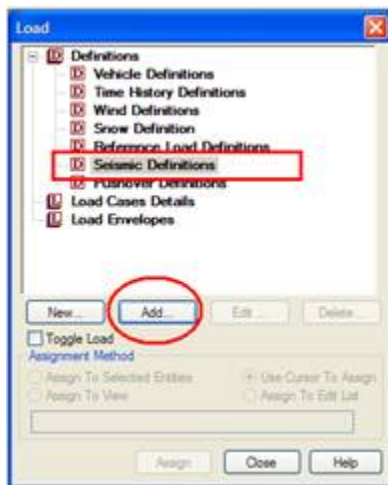 Load
Definitions
Vehicle Definitions
Time History Definitions
Wind Definitions
Snow Definition
Reference Load Definitions
Seismic Definitions
Pushover Definitions
Load Cases Details
Load Envelopes
New... Add... Edit... Delete...
Toggle Load
Assignment Method
Assign To Selected Entities Use Cursor To Assign
Assign To View Assign To Edit List
Assign Close Help